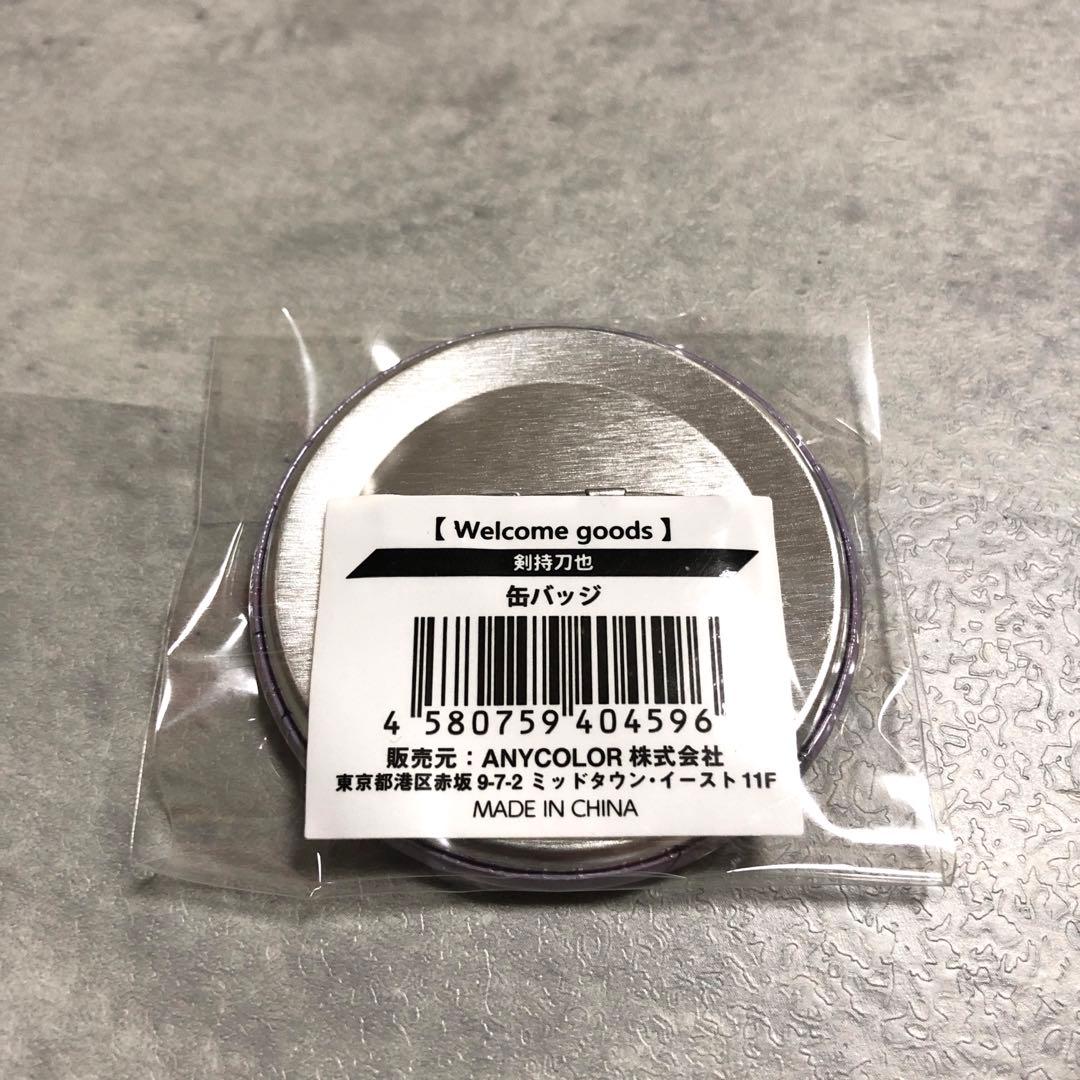 【 Welcome goods 】
剣持刀也
缶バッジ
4 580759 404596
販売元：ANYCOLOR 株式会社
東京都港区赤坂 9-7-2 ミッドタウン・イースト 11F
MADE IN CHINA